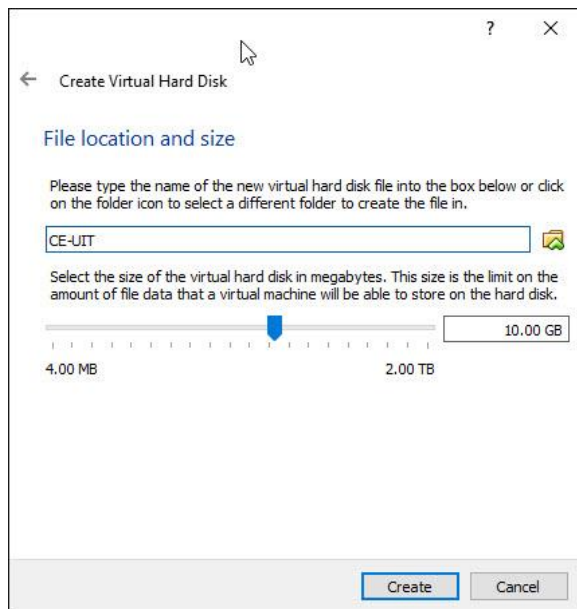 ?
Create Virtual Hard Disk
File location and size
Please type the name of the new virtual hard disk file into the box below or click
on the folder icon to select a different folder to create the file in.
CE-UIT
Select the size of the virtual hard disk in megabytes. This size is the limit on the
amount of file data that a virtual machine will be able to store on the hard disk.
10.00 GB
4.00 MB 2.00 TB
Create Cancel